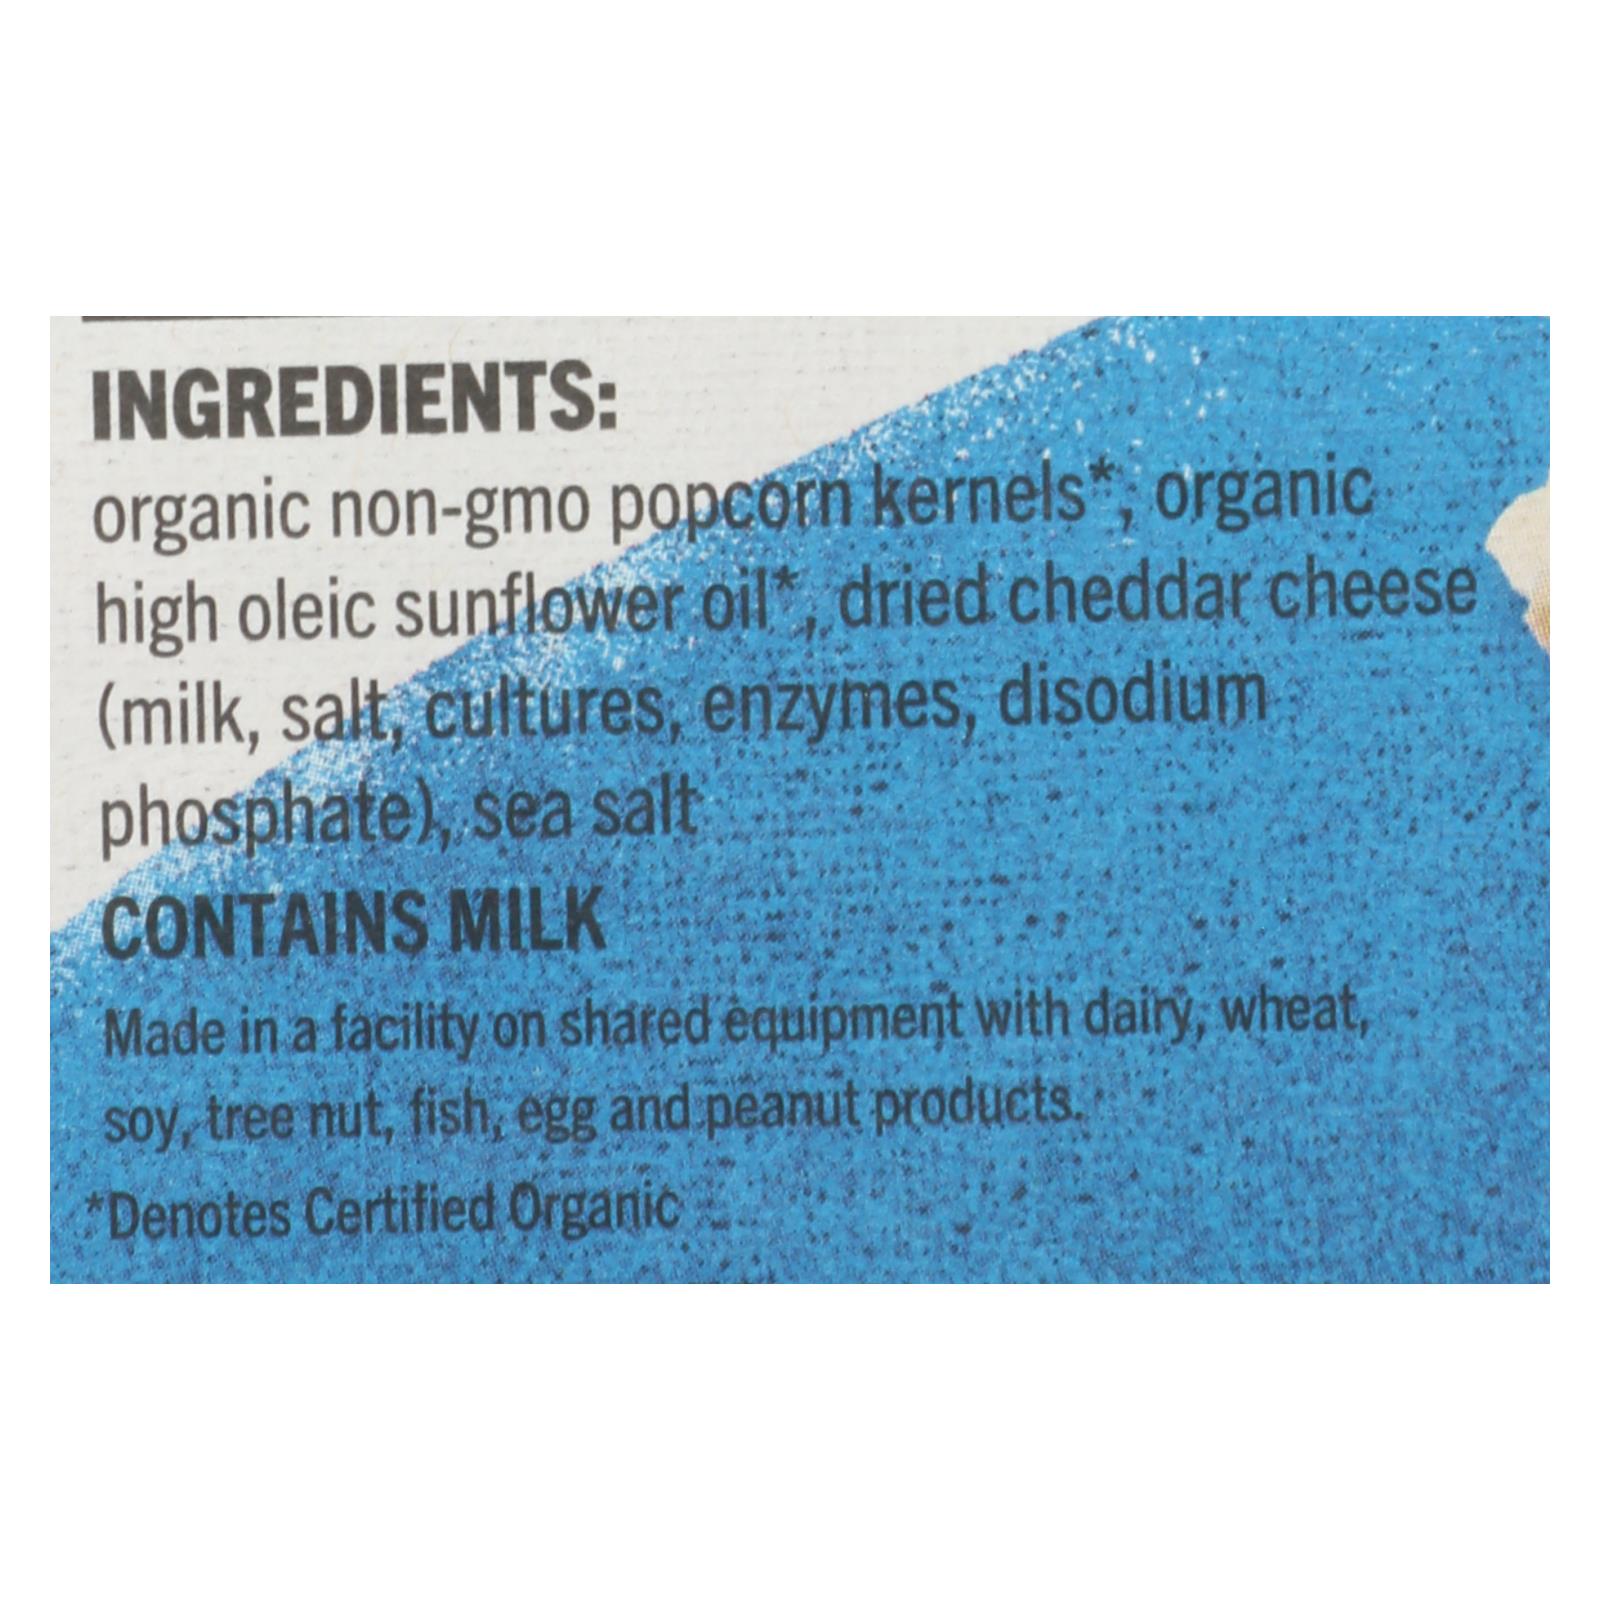 INGREDIENTS:
organic non-gmo popcorn kernels*, organic
high oleic sunflower oil*, dried cheddar cheese
(milk, salt, cultures, enzymes, disodium
phosphate), sea salt
CONTAINS MILK
Made in a facility on shared equipment with dairy, wheat,
soy, tree nut, fish, egg and peanut products.
*Denotes Certified Organic